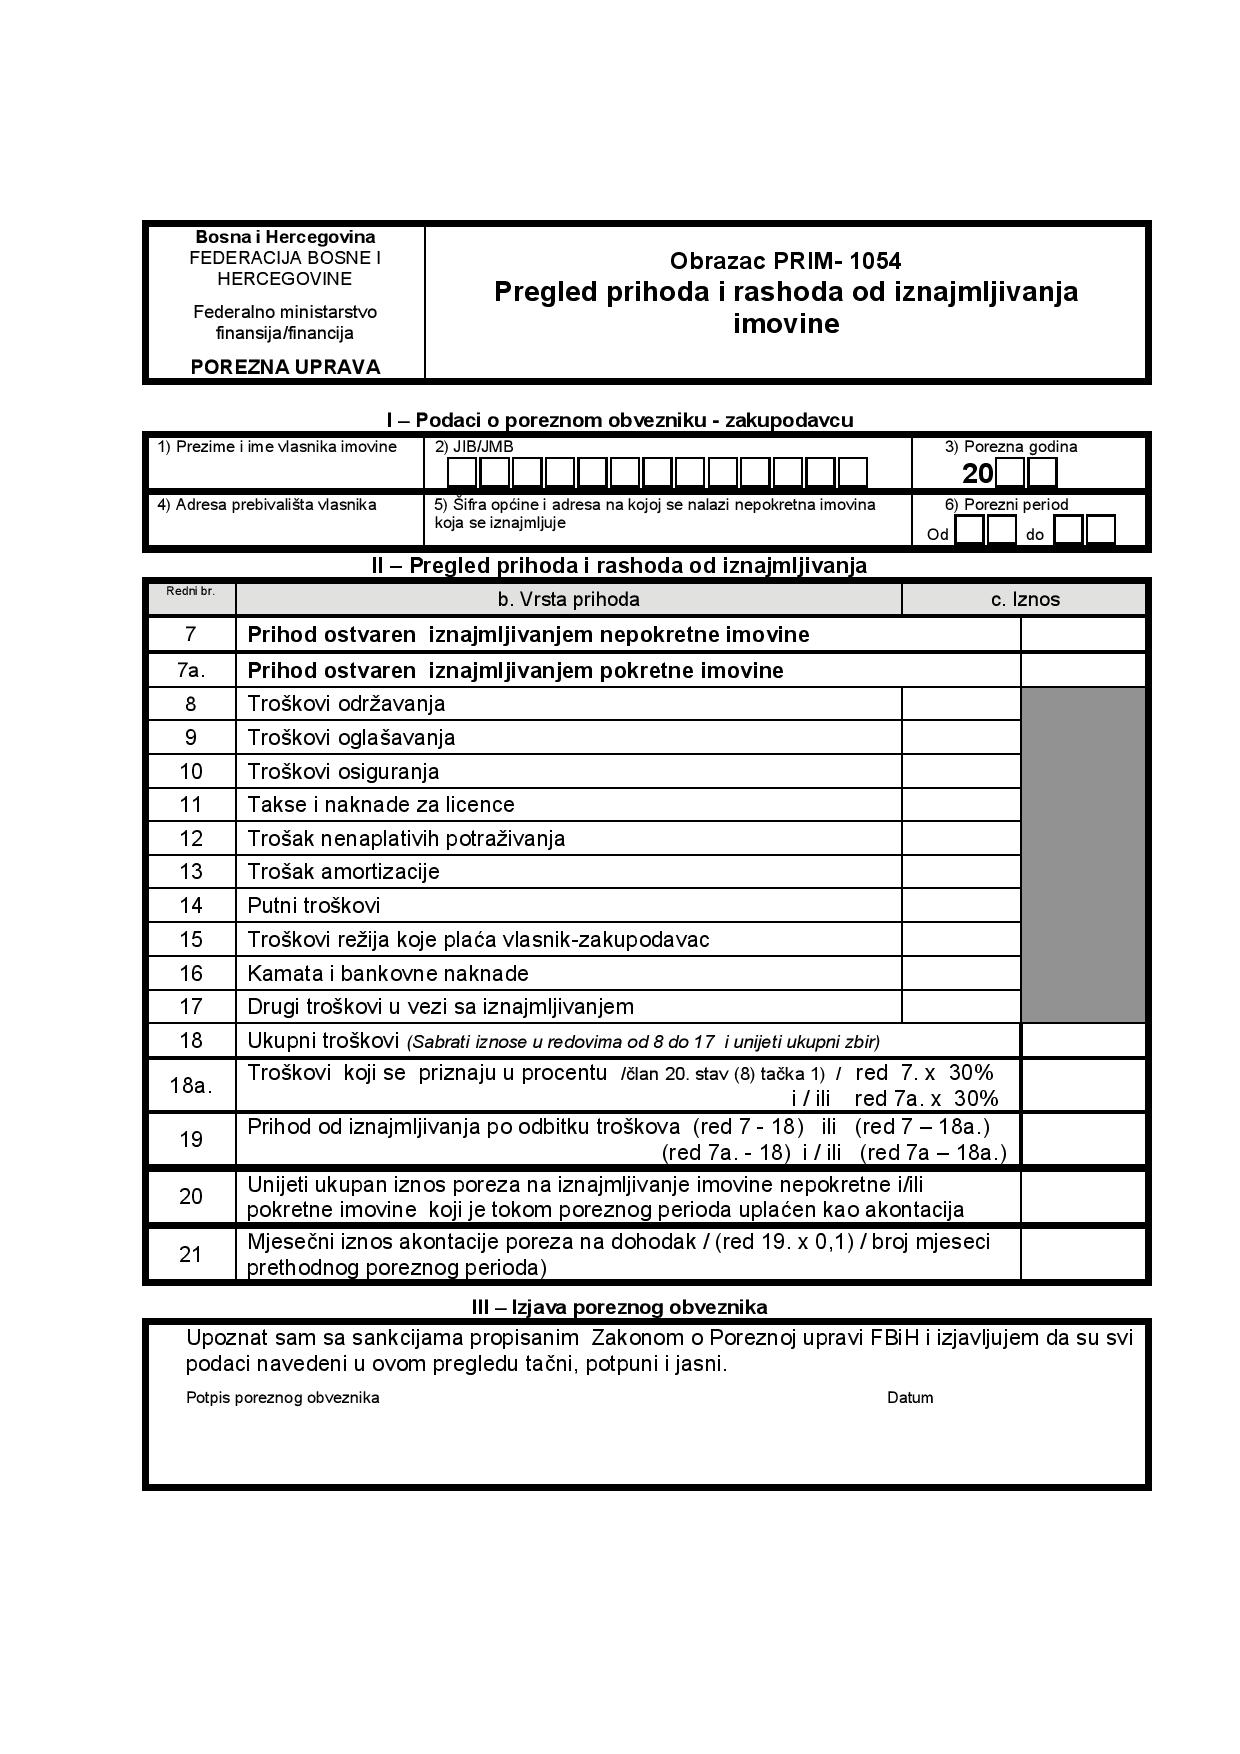 Bosna i Hercegovina
FEDERACIJA BOSNE I
HERCEGOVINE
Federalno ministarstvo
finansija/financija
POREZNA UPRAVA
Obrazac PRIM- 1054
Pregled prihoda i rashoda od iznajmljivanja
imovine
I – Podaci o poreznom obvezniku - zakupodavcu
1) Prezime i ime vlasnika imovine
2) JIB/JMB
3) Porezna godina
20
4) Adresa prebivališta vlasnika
5) Šifra općine i adresa na kojoj se nalazi nepokretna imovina
koja se iznajmljuje
6) Porezni period
Od do
II – Pregled prihoda i rashoda od iznajmljivanja
Redni br. b. Vrsta prihoda c. Iznos
7 Prihod ostvaren iznajmljivanjem nepokretne imovine
7a. Prihod ostvaren iznajmljivanjem pokretne imovine
8 Troškovi održavanja
9 Troškovi oglašavanja
10 Troškovi osiguranja
11 Takse i naknade za licence
12 Trošak nenaplativih potraživanja
13 Trošak amortizacije
14 Putni troškovi
15 Troškovi režija koje plaća vlasnik-zakupodavac
16 Kamata i bankovne naknade
17 Drugi troškovi u vezi sa iznajmljivanjem
18 Ukupni troškovi (Sabrati iznose u redovima od 8 do 17 i unijeti ukupni zbir)
18a. Troškovi koji se priznaju u procentu /član 20. stav (8) tačka 1) / red 7. x 30%
i / ili red 7a. x 30%
19 Prihod od iznajmljivanja po odbitku troškova (red 7 - 18) ili (red 7 – 18a.)
(red 7a. - 18) i / ili (red 7a – 18a.)
20 Unijeti ukupan iznos poreza na iznajmljivanje imovine nepokretne i/ili
pokretne imovine koji je tokom poreznog perioda uplaćen kao akontacija
21 Mjesečni iznos akontacije poreza na dohodak / (red 19. x 0,1) / broj mjeseci
prethodnog poreznog perioda)
III – Izjava poreznog obveznika
Upoznat sam sa sankcijama propisanim Zakonom o Poreznoj upravi FBiH i izjavljujem da su svi
podaci navedeni u ovom pregledu tačni, potpuni i jasni.
Potpis poreznog obveznika Datum